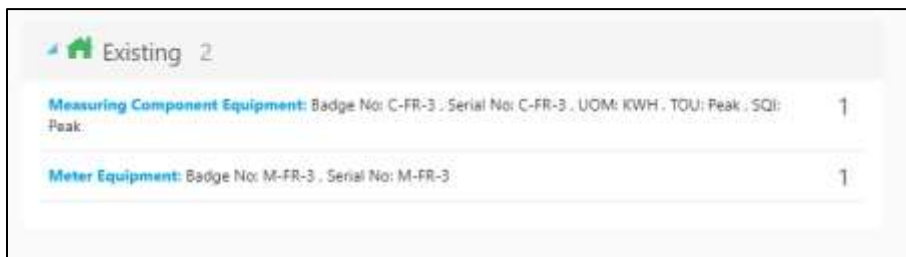 Existing 2
Measuring Component Equipment: Badge No: C-FR-3 . Serial No: C-FR-3 . UOM: KWH . TOU: Peak . SQI: 1
Peak
Meter Equipment: Badge No: M-FR-3 . Serial No: M-FR-3 1